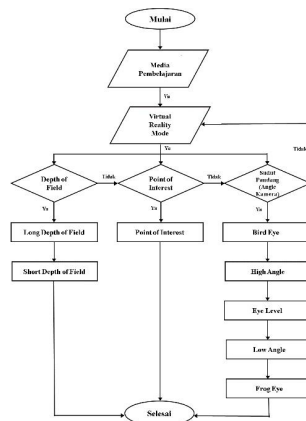 Mulai
Media
Pembelajaran
Ya
Virtual
Reality
Mode
Ya
Tidak
Depth of
Field
Tidak
Point of
Interest
Tidak
Sudut
Pandang
(Angle
Kamera)
Ya
Ya
Ya
Long Depth of Field
Point of Interest
Bird Eye
Short Depth of Field
High Angle
Eye Level
Low Angle
Frog Eye
Selesai